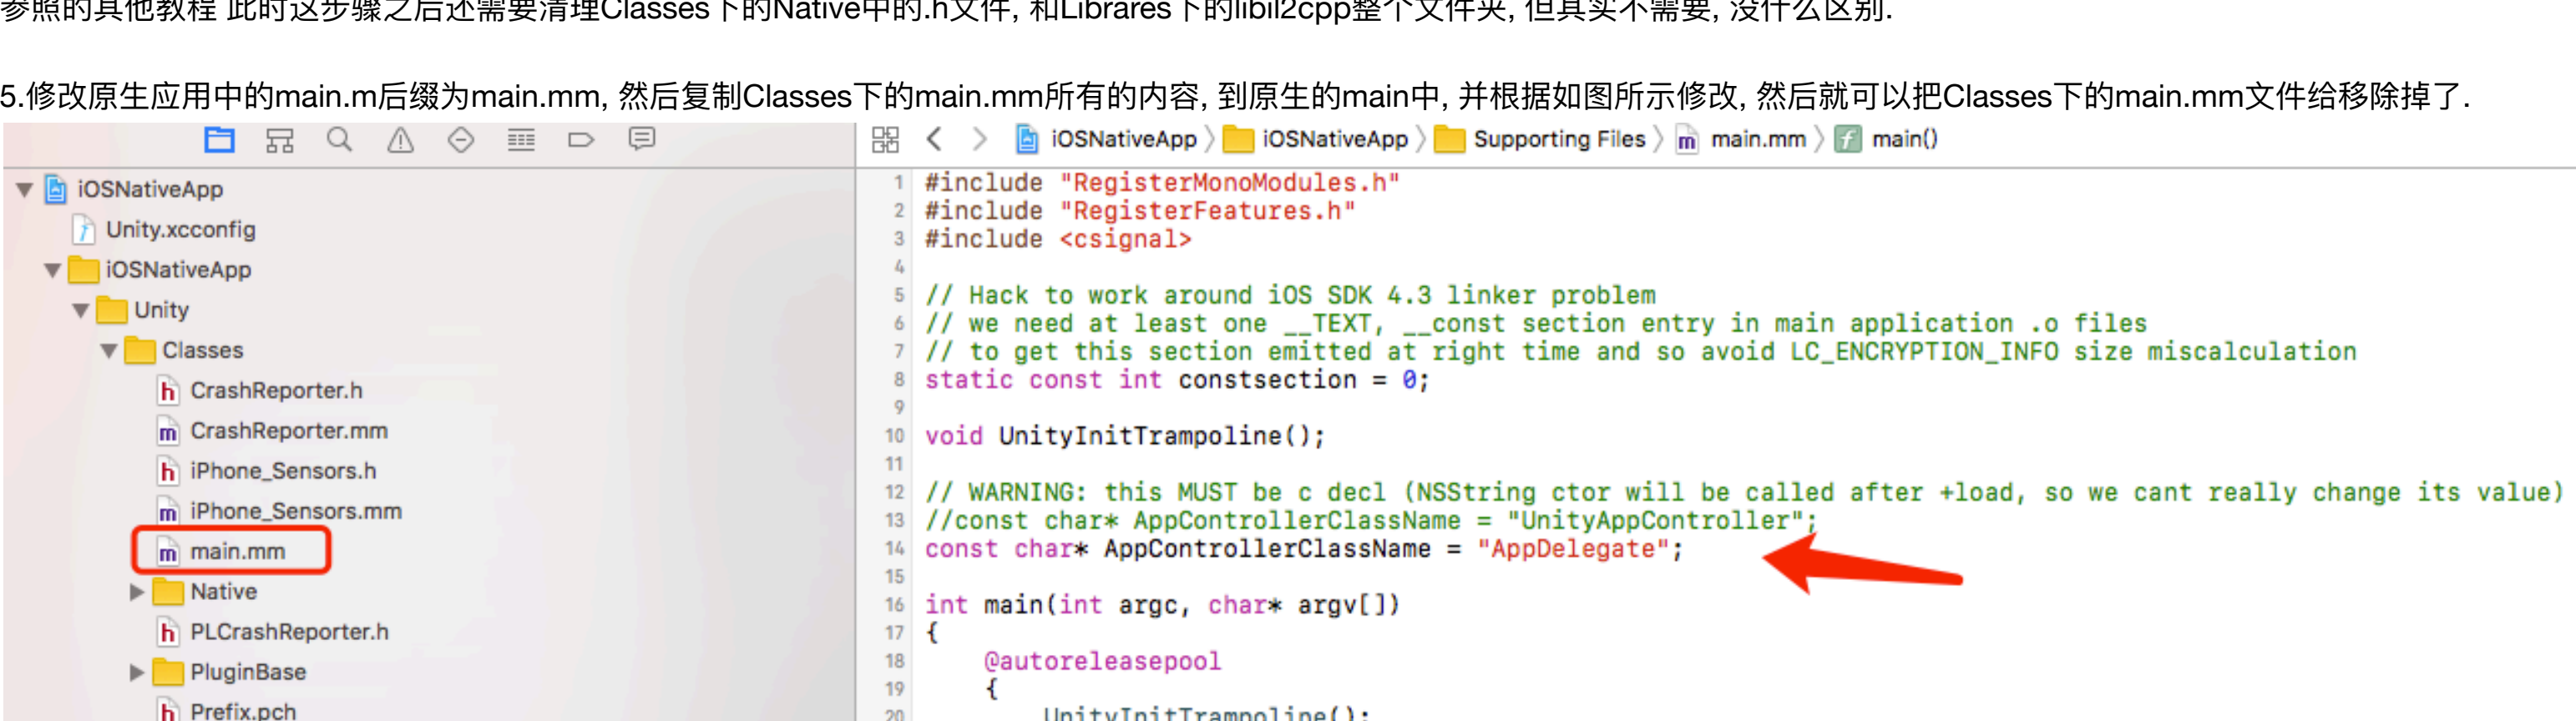 参照的其他教程 此时这步骤之后还需要清理Classes下的Native中的.h文件, 和Librares下的libil2cpp整个文件夹, 但其实不需要, 没什么区别.
5.修改原生应用中的main.m后缀为main.mm, 然后复制Classes下的main.mm所有的内容, 到原生的main中, 并根据如图所示修改, 然后就可以把Classes下的main.mm文件给移除掉了.
iOSNativeApp
Unity.xcconfig
iOSNativeApp
Unity
Classes
CrashReporter.h
CrashReporter.mm
iPhone_Sensors.h
iPhone_Sensors.mm
main.mm
Native
PLCrashReporter.h
PluginBase
Prefix.pch
iOSNativeApp 〉 iOSNativeApp 〉 Supporting Files 〉 main.mm 〉 main()
1 #include "RegisterMonoModules.h"
2 #include "RegisterFeatures.h"
3 #include <csignal>
4
5 // Hack to work around iOS SDK 4.3 linker problem
6 // we need at least one __TEXT, __const section entry in main application .o files
7 // to get this section emitted at right time and so avoid LC_ENCRYPTION_INFO size miscalculation
8 static const int constsection = 0;
9
10 void UnityInitTrampoline();
11
12 // WARNING: this MUST be c decl (NSString ctor will be called after +load, so we cant really change its value)
13 //const char* AppControllerClassName = "UnityAppController";
14 const char* AppControllerClassName = "AppDelegate";
15
16 int main(int argc, char* argv[])
17 {
18 @autoreleasepool
19 {
20 UnityInitTrampoline();